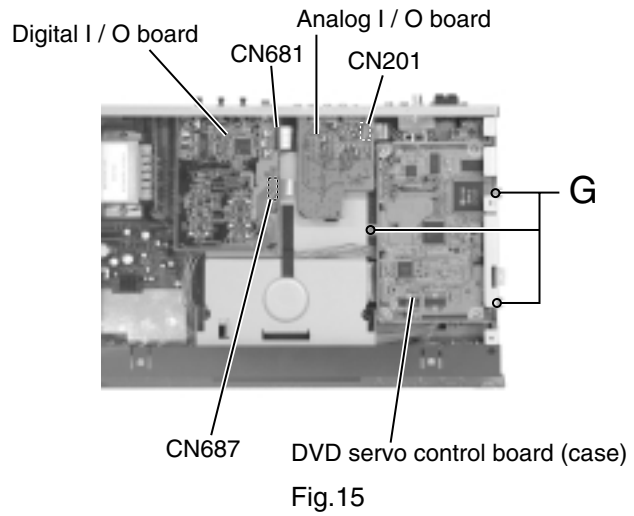 Analog I / O board
Digital I / O board
CN681
CN201
G
CN687
DVD servo control board (case)
Fig.15